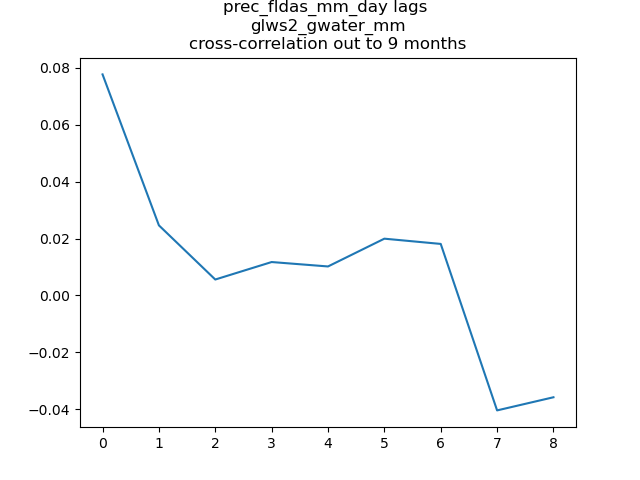 prec_fldas_mm_day lags
glws2_gwater_mm
cross-correlation out to 9 months
0.08
0.06
0.04
0.02
0.00
−0.02
−0.04
0 1 2 3 4 5 6 7 8